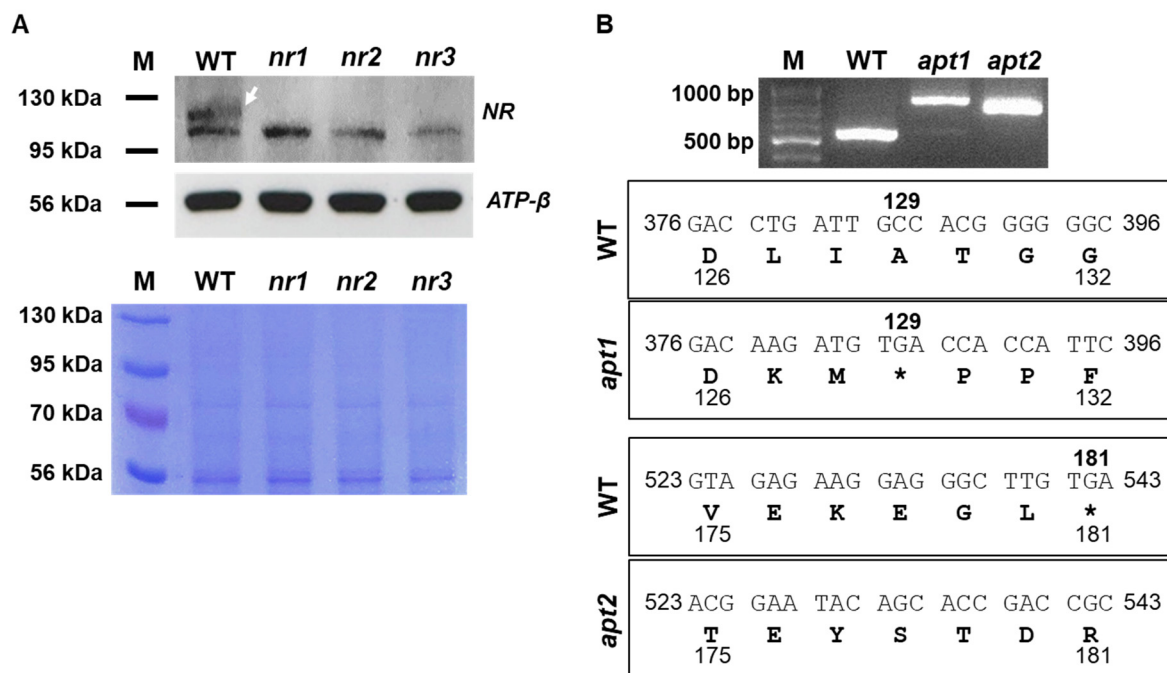 A
M WT nr1 nr2 nr3
130 kDa
NR
95 kDa
56 kDa
ATP-β
M WT nr1 nr2 nr3
130 kDa
95 kDa
70 kDa
56 kDa
B
M WT apt1 apt2
1000 bp
500 bp
WT
129
376 GAC CTG ATT GCC ACG GGG GGC 396
D L I A T G G
126 132
apt1
129
376 GAC AAG ATG TGA CCA CCA TTC 396
D K M * P P F
126 132
WT
181
523 GTA GAG AAG GAG GGC TTG TGA 543
V E K E G L *
175 181
apt2
523 ACG GAA TAC AGC ACC GAC CGC 543
T E Y S T D R
175 181